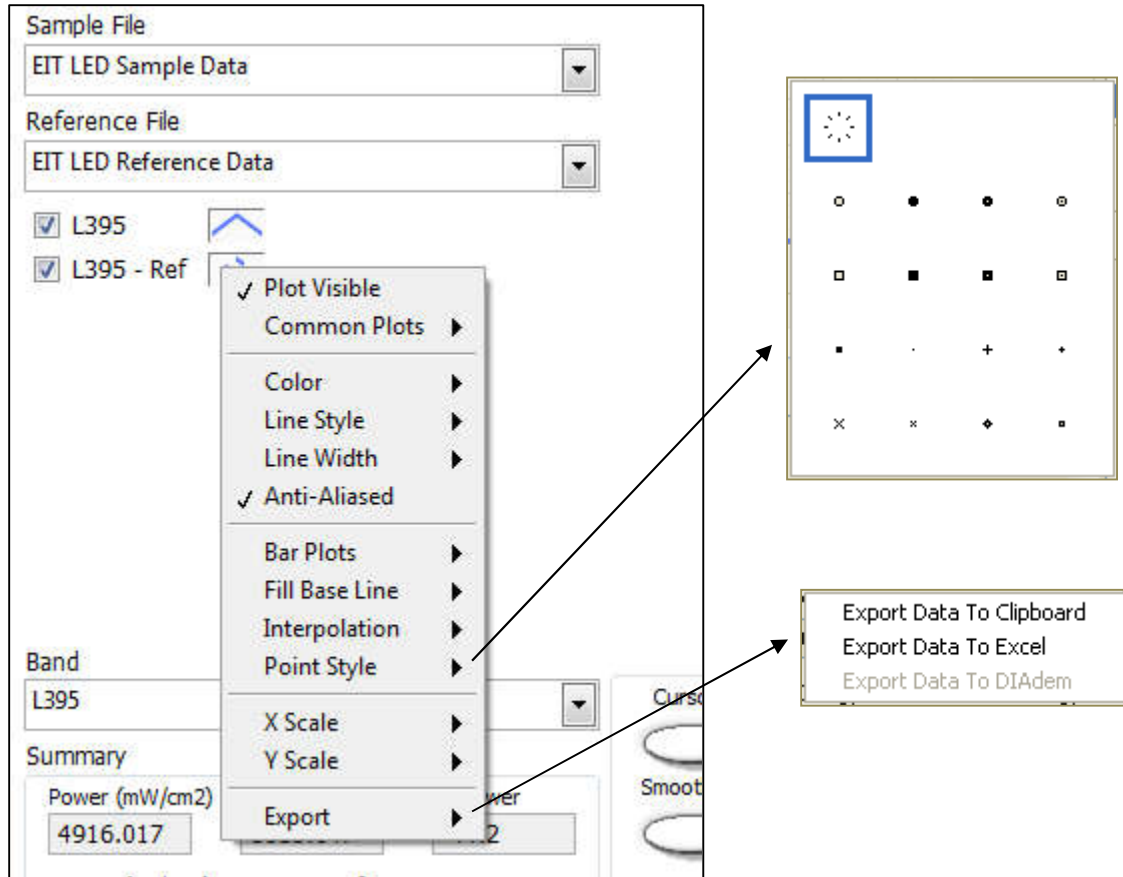 Sample File
EIT LED Sample Data
Reference File
EIT LED Reference Data
L395
L395 - Ref
Plot Visible
Common Plots
Color
Line Style
Line Width
Anti-Aliased
Bar Plots
Fill Base Line
Interpolation
Point Style
X Scale
Y Scale
Export
Band
L395
Summary
Power (mW/cm2)
4916.017
Curso
Smoot
Export Data To Clipboard
Export Data To Excel
Export Data To DIAdem